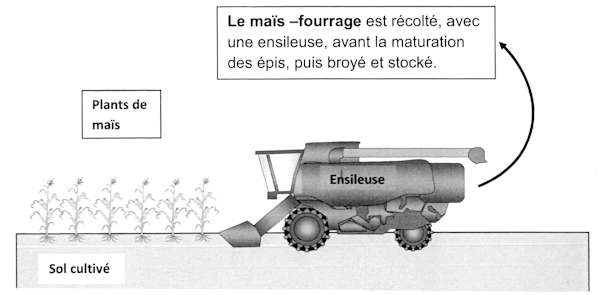 Le maïs –fourrage est récolté, avec
une ensileuse, avant la maturation
des épis, puis broyé et stocké.
Plants de
maïs
Ensileuse
Sol cultivé